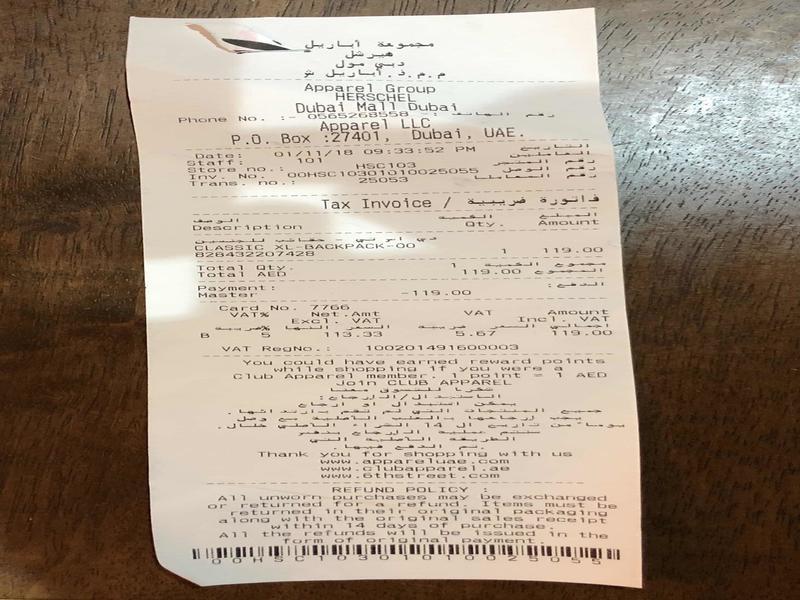 مجموعة أباريل
هيرشل
دبي مول
أباريل ش.ذ.م.م
Apparel Group
HERSCHEL
Dubai Mall Dubai
Phone No. :- 0565268558 : رقم الهاتف
Apparel LLC
P.O. Box :27401, Dubai, UAE.
Date: 01/11/18 09:33:52 PM التاريخ
Staff: 101
Store no.: HSC103 رقم
Inv. No. 00HSC10301010025055 رقم
Trans. no.: 25053 رقم
Tax Invoice / فاتورة ضريبية
الوصف القيمة المبلغ
Description Qty. Amount
CLASSIC XL-BACKPACK-00
828432207428 1 119.00
Total Qty. 1 مجموع القيمة
Total AED 119.00 المجموع
Payment: الدفع:
Master -119.00
Card No. 7766
VAT% Net.Amt VAT Amount
Excl. VAT Incl. VAT
B 5 113.33 5.67 119.00
VAT RegNo.: 100201491600003
You could have earned reward points
while shopping if you were a
Club Apparel member. 1 point = 1 AED
Join CLUB APPAREL
شكرا للتسوق معنا
الاستبدال/الارجاع:
Thank you for shopping with us
www.appareluae.com
www.clubapparel.ae
www.6thstreet.com
REFUND POLICY :
All unworn purchases may be exchanged
or returned for a refund. Items must be
returned in their original packaging
along with the original sales receipt
within 14 days of purchase.
All the refunds will be issued in the
form of original payment.
00HSC10301010025055